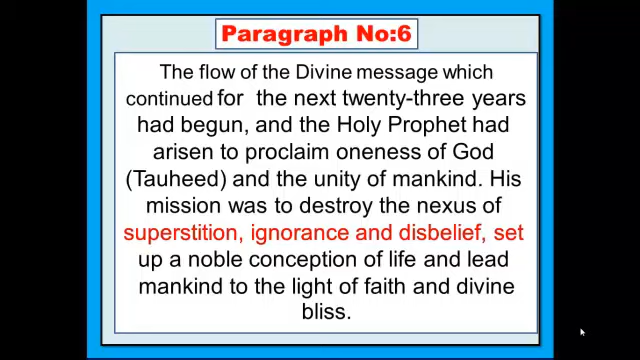 Paragraph No:6
The flow of the Divine message which
continued for the next twenty-three years
had begun, and the Holy Prophet had
arisen to proclaim oneness of God
(Tauheed) and the unity of mankind. His
mission was to destroy the nexus of
superstition, ignorance and disbelief, set
up a noble conception of life and lead
mankind to the light of faith and divine
bliss.